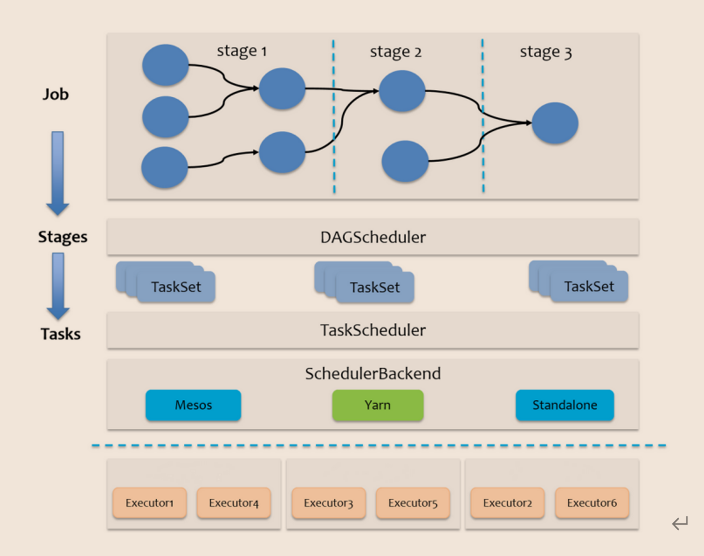 stage 1
stage 2
stage 3
Job
Stages
DAGScheduler
TaskSet
TaskSet
TaskSet
Tasks
TaskScheduler
SchedulerBackend
Mesos
Yarn
Standalone
Executor1
Executor4
Executor3
Executor5
Executor2
Executor6